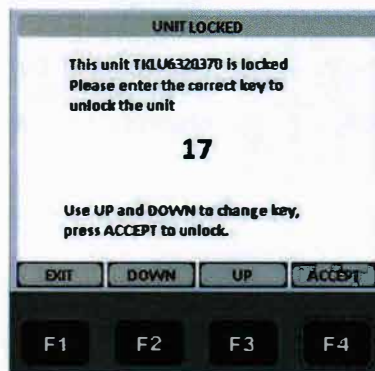 UNIT LOCKED
This unit TKLU6320370 is locked
Please enter the correct key to
unlock the unit
17
Use UP and DOWN to change key,
press ACCEPT to unlock.
EXIT DOWN UP ACCEPT
F1 F2 F3 F4